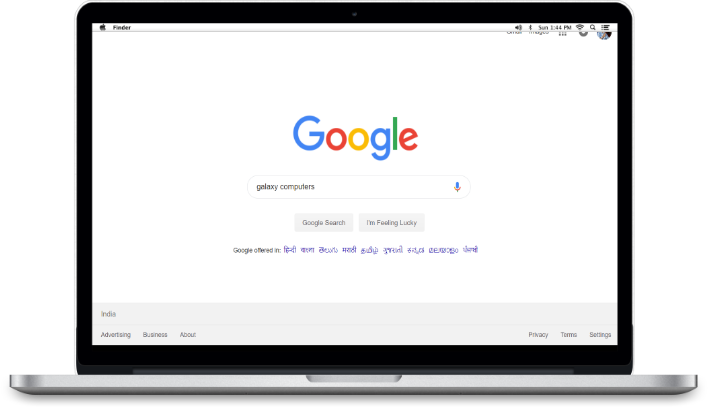 Finder
Sun 1:44 PM
Gmail Images
Google
galaxy computers
Google Search I'm Feeling Lucky
Google offered in: हिन्दी বাংলা తెలుగు मराठी தமிழ் ગુજરાતી ಕನ್ನಡ മലയാളം ਪੰਜਾਬੀ
India
Advertising Business About
Privacy Terms Settings